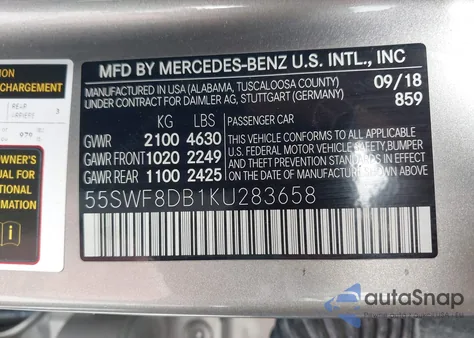 MFD BY MERCEDES-BENZ U.S. INTL., INC
MANUFACTURED IN USA (ALABAMA, TUSCALOOSA COUNTY) 09/18
UNDER CONTRACT FOR DAIMLER AG, STUTTGART (GERMANY) 859
KG LBS PASSENGER CAR
GVWR 2100 4630 THIS VEHICLE CONFORMS TO ALL APPLICABLE
GAWR FRONT 1020 2249 U.S. FEDERAL MOTOR VEHICLE SAFETY,BUMPER
GAWR REAR 1100 2425 AND THEFT PREVENTION STANDARDS IN EFFECT
ON THE DATE OF MANUFACTURE SHOWN ABOVE.
55SWF8DB1KU283658
ION
CHARGEMENT
REAR
3
OWNER'S
UAL FOR
TIONAL
MATION
autoSnap